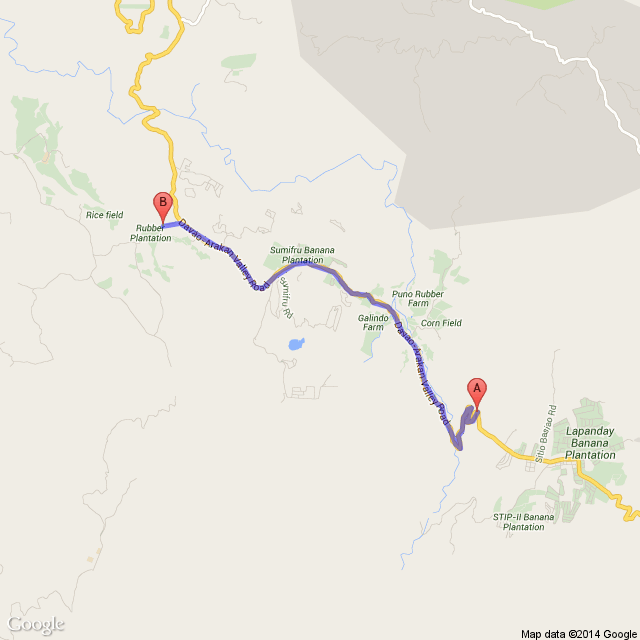 B
Rice field
Rubber
Plantation
Davao-Arakan Valley Road
Sumifru Banana
Plantation
Sumifru Rd
Puno Rubber
Farm
Galindo
Farm
Corn Field
Davao-Arakan Valley Road
A
Sitio Basiao Rd
Lapanday
Banana
Plantation
STIP-II Banana
Plantation
Google
Map data ©2014 Google